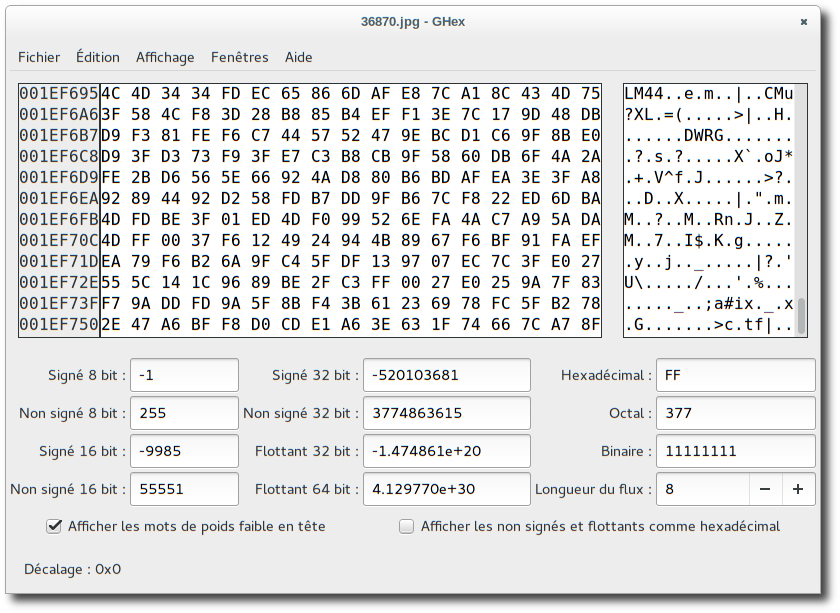 36870.jpg - GHex
Fichier Édition Affichage Fenêtres Aide
001EF695 4C 4D 34 34 FD EC 65 86 6D AF E8 7C A1 8C 43 4D 75 LM44..e.m..|..CMu
001EF6A6 3F 58 4C F8 3D 28 B8 85 B4 EF F1 3E 7C 17 9D 48 DB ?XL.=(.....>|..H.
001EF6B7 D9 F3 81 FE F6 C7 44 57 52 47 9E BC D1 C6 9F 8B E0 ......DWRG.......
001EF6C8 D9 3F D3 73 F9 3F E7 C3 B8 CB 9F 58 60 DB 6F 4A 2A .?.s.?.....X`.oJ*
001EF6D9 FE 2B D6 56 5E 66 92 4A D8 80 B6 BD AF EA 3E 3F A8 .+.V^f.J......>?.
001EF6EA 92 89 44 92 D2 58 FD B7 DD 9F B6 7C F8 22 ED 6D BA ..D..X.....|.".m.
001EF6FB 4D FD BE 3F 01 ED 4D F0 99 52 6E FA 4A C7 A9 5A DA M..?..M..Rn.J..Z.
001EF70C 4D FF 00 37 F6 12 49 24 94 4B 89 67 F6 BF 91 FA EF M..7..I$.K.g.....
001EF71D EA 79 F6 B2 6A 9F C4 5F DF 13 97 07 EC 7C 3F E0 27 .y..j.._.....|?.'
001EF72E 55 5C 14 1C 96 89 BE 2F C3 FF 00 27 E0 25 9A 7F 83 U\...../...'.%...
001EF73F F7 9A DD FD 9A 5F 8B F4 3B 61 23 69 78 FC 5F B2 78 ....._..;a#ix._.x
001EF750 2E 47 A6 BF F8 D0 CD E1 A6 3E 63 1F 74 66 7C A7 8F .G.......>c.tf|..
Signé 8 bit : -1 Signé 32 bit : -520103681 Hexadécimal : FF
Non signé 8 bit : 255 Non signé 32 bit : 3774863615 Octal : 377
Signé 16 bit : -9985 Flottant 32 bit : -1.474861e+20 Binaire : 11111111
Non signé 16 bit : 55551 Flottant 64 bit : 4.129770e+30 Longueur du flux : 8 − +
Afficher les mots de poids faible en tête Afficher les non signés et flottants comme hexadécimal
Décalage : 0x0